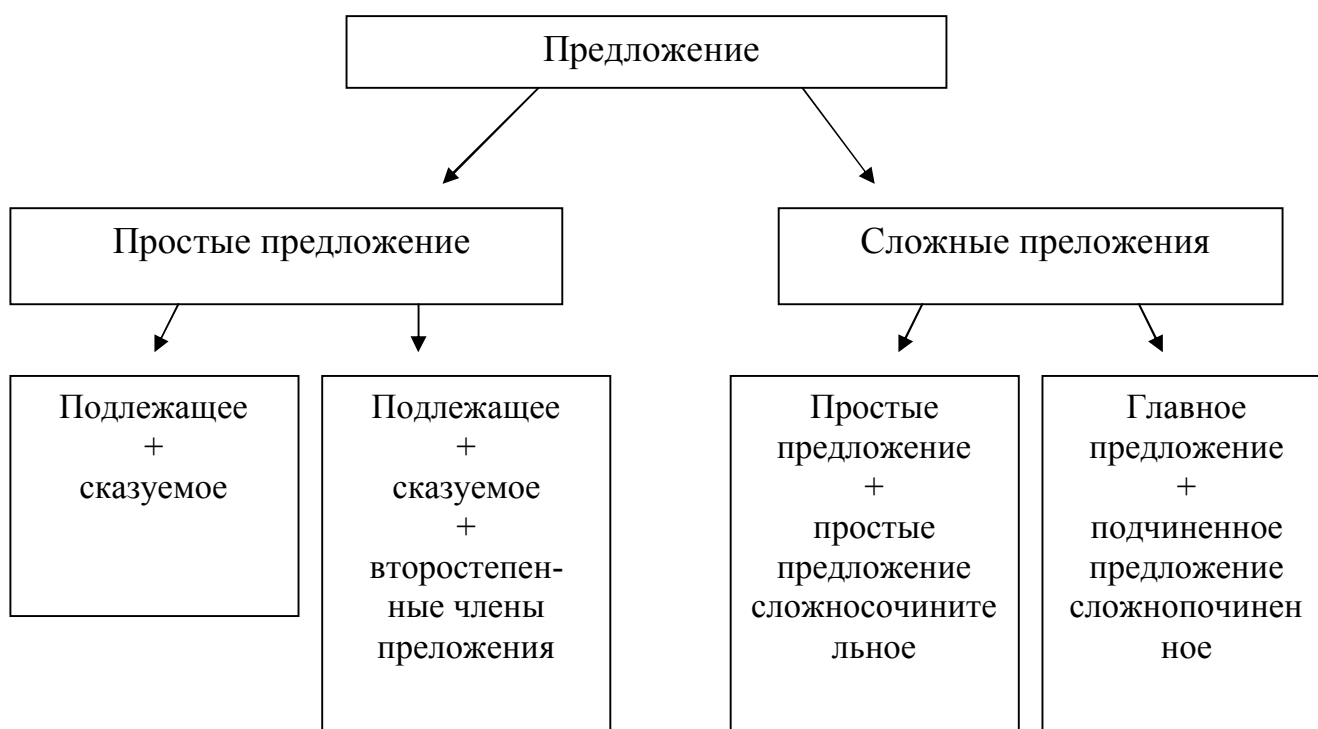 Предложение
Простые предложение
Сложные преложения
Подлежащее
+
сказуемое
Подлежащее
+
сказуемое
+
второстепен-
ные члены
преложения
Простые
предложение
+
простые
предложение
сложносочините
льное
Главное
предложение
+
подчиненное
предложение
сложнопочинен
ное